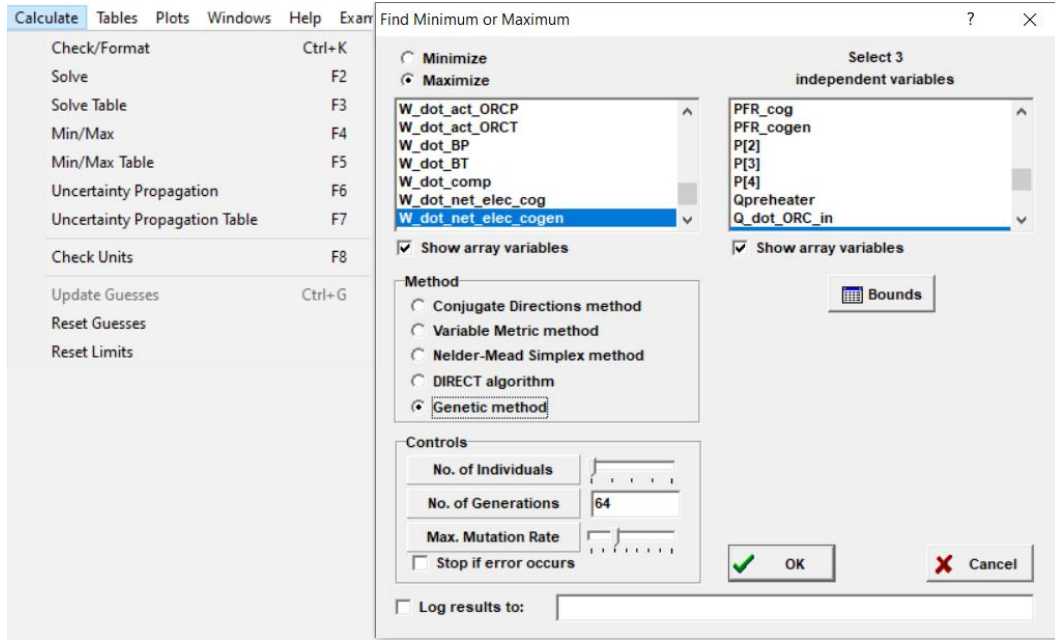 Calculate Tables Plots Windows Help Exam
Check/Format Ctrl+K
Solve F2
Solve Table F3
Min/Max F4
Min/Max Table F5
Uncertainty Propagation F6
Uncertainty Propagation Table F7
Check Units F8
Update Guesses Ctrl+G
Reset Guesses
Reset Limits
Find Minimum or Maximum ?
Minimize
Maximize
Select 3
independent variables
W_dot_act_ORCP
W_dot_act_ORCT
W_dot_BP
W_dot_BT
W_dot_comp
W_dot_net_elec_cog
W_dot_net_elec_cogen
PFR_cog
PFR_cogen
P[2]
P[3]
P[4]
Qpreheater
Q_dot_ORC_in
Show array variables
Show array variables
Method
Conjugate Directions method
Variable Metric method
Nelder-Mead Simplex method
DIRECT algorithm
Genetic method
Bounds
Controls
No. of Individuals
No. of Generations 64
Max. Mutation Rate
Stop if error occurs
OK
Cancel
Log results to: